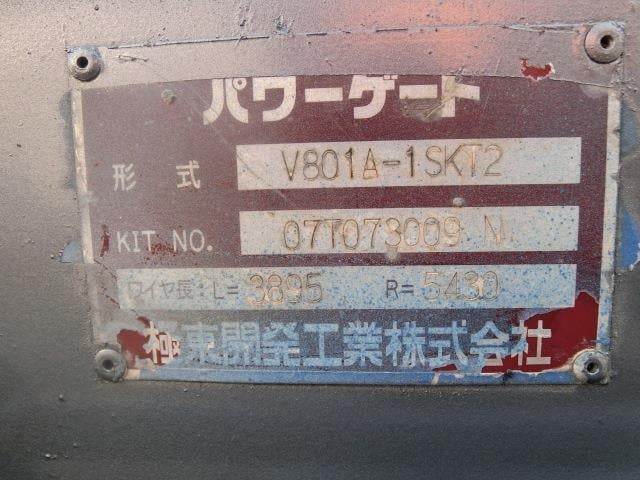 パワーゲート
形 式 V801A-1SKT2
KIT NO. 07T073009 N
ワイヤ長:L= 3895 R= 5430
極東開発工業株式会社